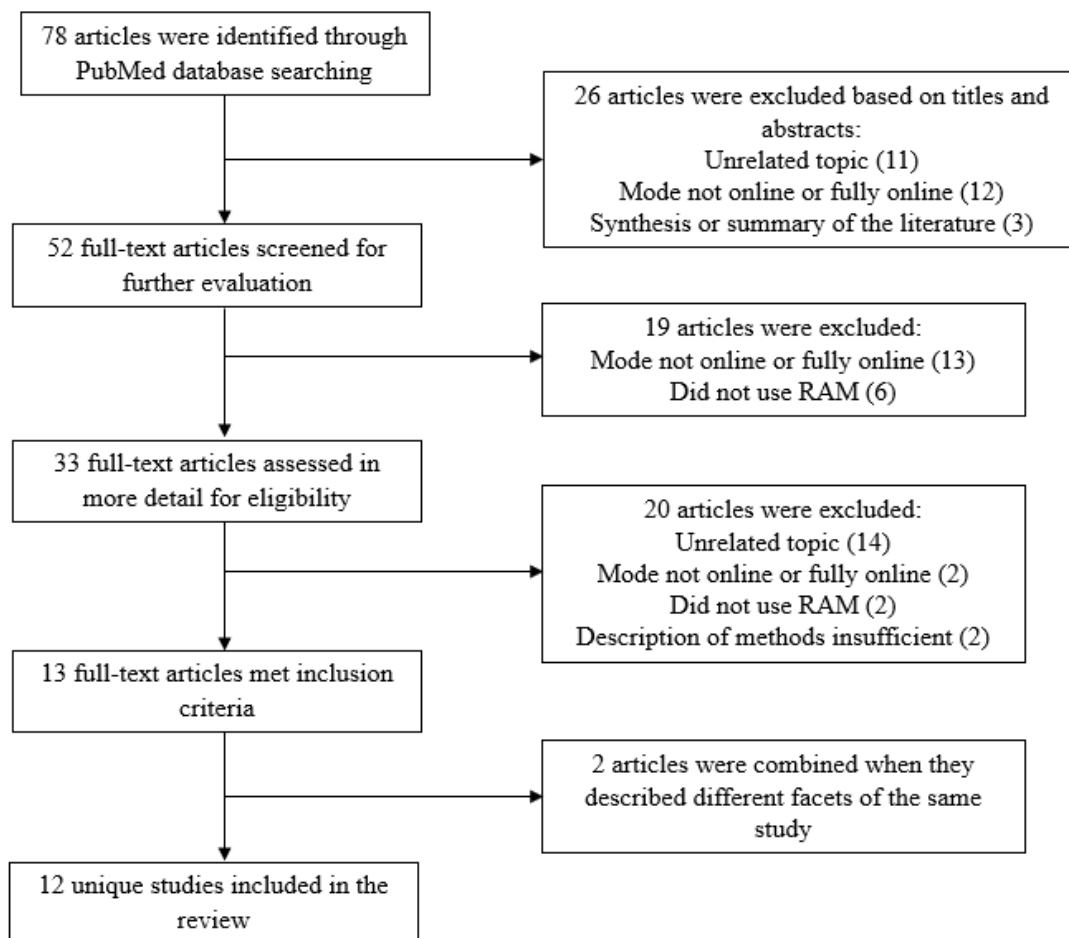 78 articles were identified through
PubMed database searching
26 articles were excluded based on titles and
abstracts:
Unrelated topic (11)
Mode not online or fully online (12)
Synthesis or summary of the literature (3)
52 full-text articles screened for
further evaluation
19 articles were excluded:
Mode not online or fully online (13)
Did not use RAM (6)
33 full-text articles assessed in
more detail for eligibility
20 articles were excluded:
Unrelated topic (14)
Mode not online or fully online (2)
Did not use RAM (2)
Description of methods insufficient (2)
13 full-text articles met inclusion
criteria
2 articles were combined when they
described different facets of the same
study
12 unique studies included in the
review